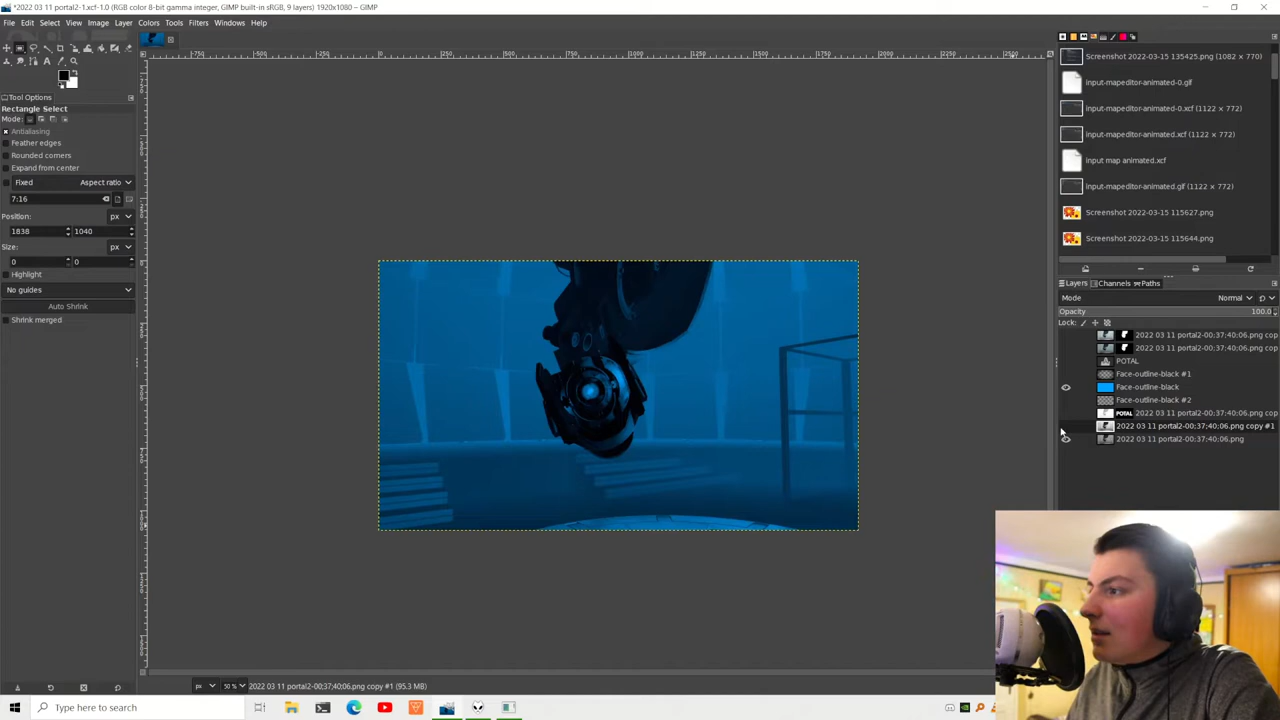 *2022 03 11 portal2-1.xcf-1.0 (RGB color 8-bit gamma integer, GIMP built-in sRGB, 9 layers) 1920x1080 – GIMP
File Edit Select View Image Layer Colors Tools Filters Windows Help
Tool Options
Rectangle Select
Mode:
Antialiasing
Feather edges
Rounded corners
Expand from center
Fixed Aspect ratio
7:16
Position: px
1838 1040
Size: px
0 0
Highlight
No guides
Auto Shrink
Shrink merged
Screenshot 2022-03-15 135425.png (1082 × 770)
input-mapeditor-animated-0.gif
input-mapeditor-animated-0.xcf (1122 × 772)
input-mapeditor-animated.xcf (1122 × 772)
input map animated.xcf
input-mapeditor-animated.gif (1122 × 772)
Screenshot 2022-03-15 115627.png
Screenshot 2022-03-15 115644.png
Layers Channels Paths
Mode Normal
Opacity 100.0
Lock:
2022 03 11 portal2-00;37;40;06.png cop
2022 03 11 portal2-00;37;40;06.png cop
POTAL
Face-outline-black #1
Face-outline-black
Face-outline-black #2
POTAL 2022 03 11 portal2-00;37;40;06.png cop
2022 03 11 portal2-00;37;40;06.png copy #1
2022 03 11 portal2-00;37;40;06.png
px 50 % 2022 03 11 portal2-00;37;40;06.png copy #1 (95.3 MB)
Type here to search